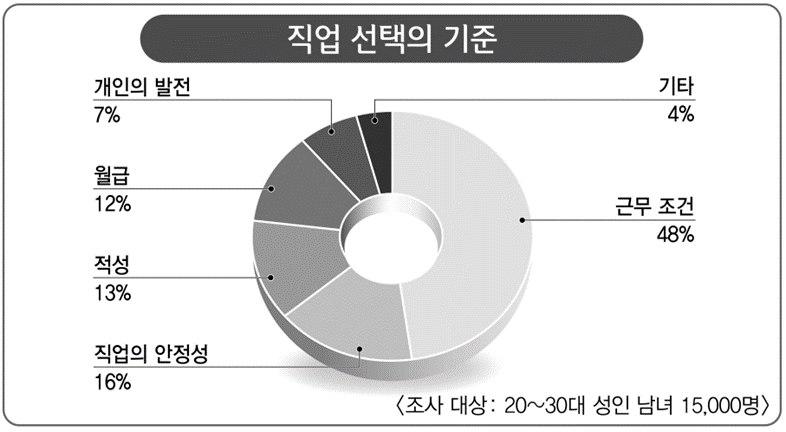 직업 선택의 기준
개인의 발전
7%
기타
4%
월급
12%
근무 조건
48%
적성
13%
직업의 안정성
16%
〈조사 대상: 20~30대 성인 남녀 15,000명〉